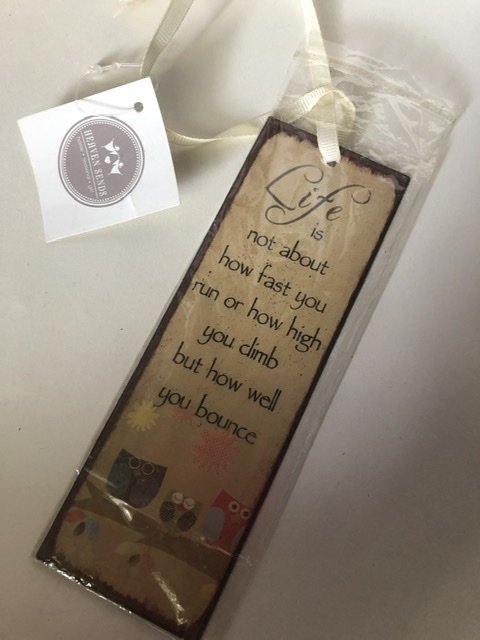 HEAVEN SENDS
Life
is
not about
how fast you
run or how high
you climb
but how well
you bounce